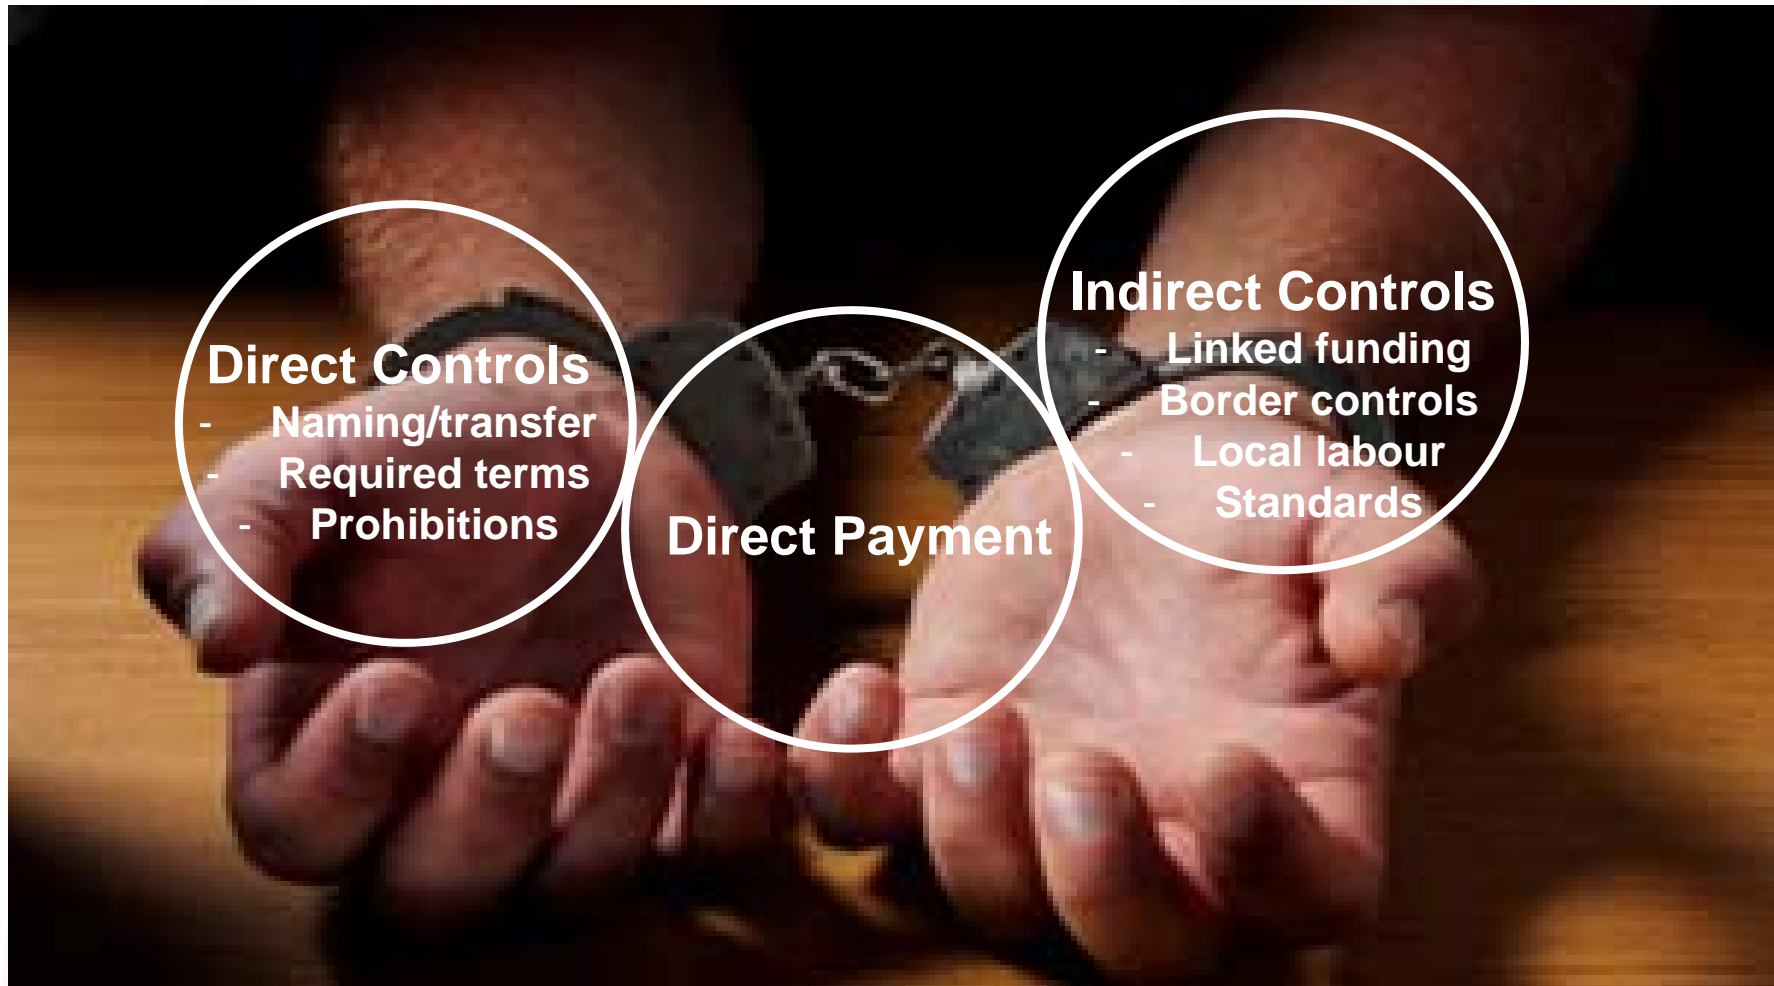 Direct Controls
- Naming/transfer
- Required terms
- Prohibitions
Direct Payment
Indirect Controls
- Linked funding
- Border controls
- Local labour
- Standards